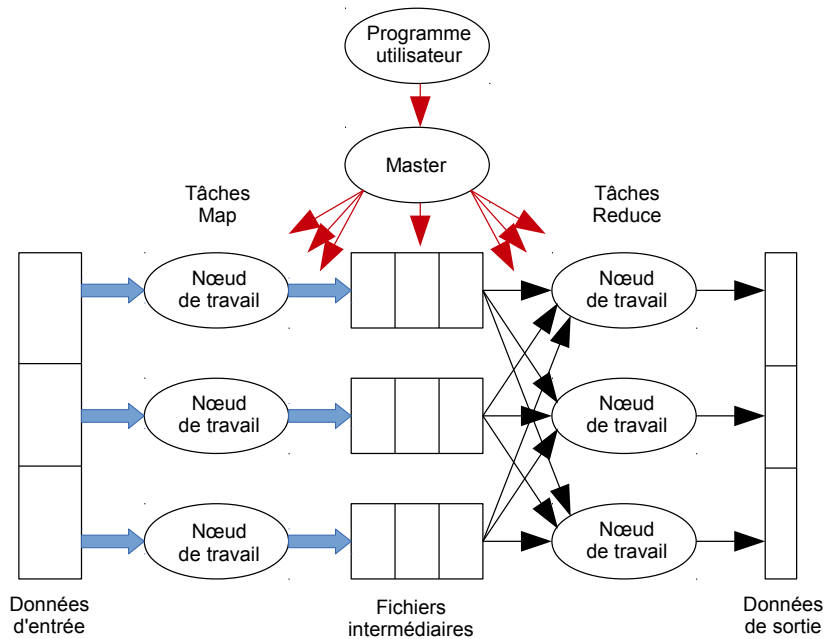 Programme
utilisateur
Master
Tâches
Map
Tâches
Reduce
Nœud
de travail
Nœud
de travail
Nœud
de travail
Nœud
de travail
Nœud
de travail
Nœud
de travail
Données
d'entrée
Fichiers
intermédiaires
Données
de sortie